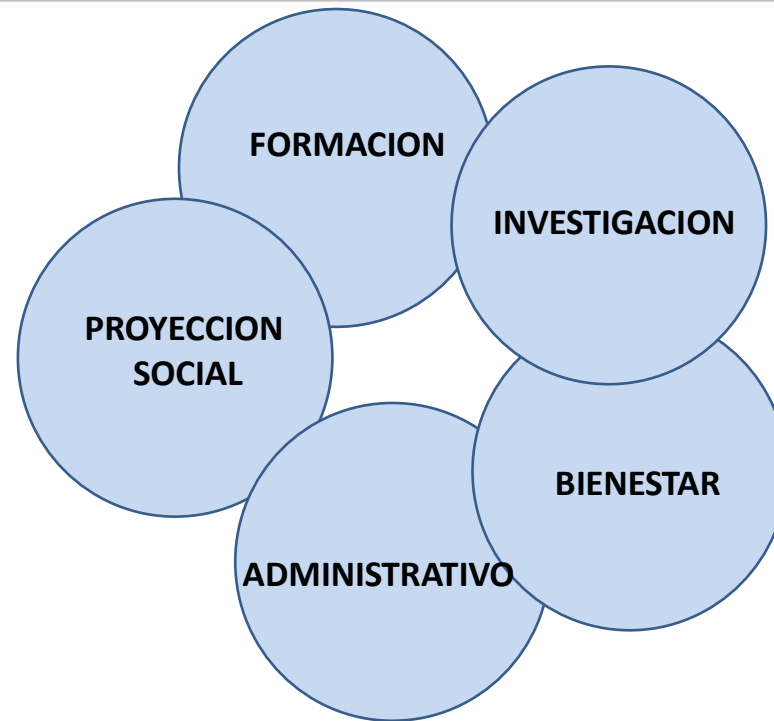 FORMACION
INVESTIGACION
PROYECCION
SOCIAL
BIENESTAR
ADMINISTRATIVO